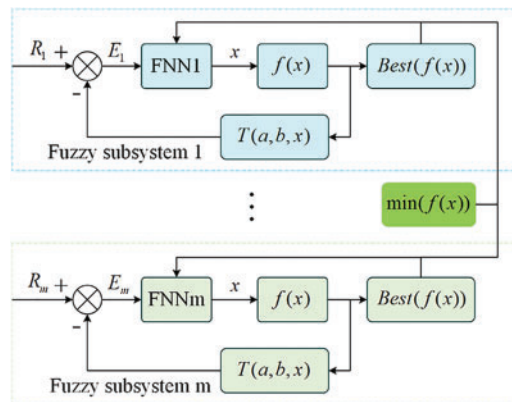 R₁ + E₁ FNN1 x f(x) Best(f(x))
-
T(a,b,x)
Fuzzy subsystem 1
⋮
min(f(x))
Rₘ + Eₘ FNNm x f(x) Best(f(x))
-
T(a,b,x)
Fuzzy subsystem m